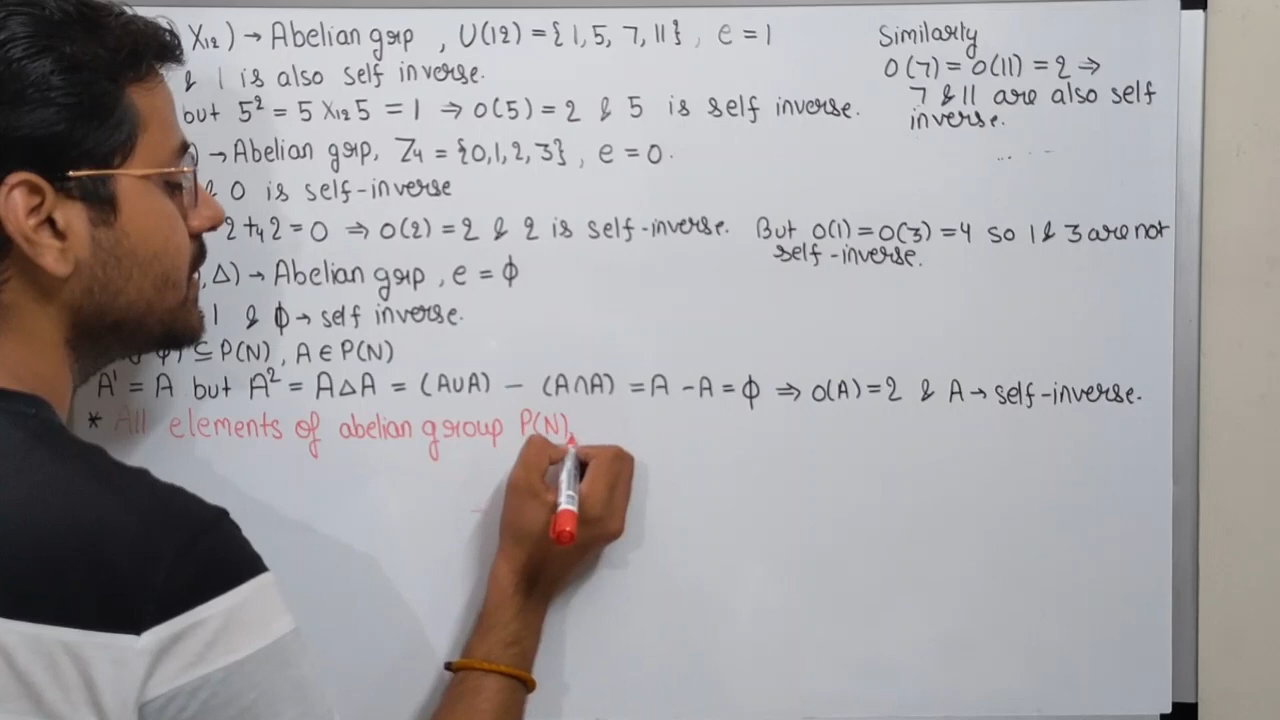 X₁₂) → Abelian grp , U(12) = {1, 5, 7, 11} , e = 1
& 1 is also self inverse.
but 5² = 5 X₁₂ 5 = 1 ⇒ o(5) = 2 & 5 is self inverse.
Similarly
O(7) = O(11) = 2 ⇒
7 & 11 are also self
inverse.
) → Abelian grp, Z₄ = {0,1,2,3} , e = 0.
& 0 is self-inverse
2 +₄ 2 = 0 ⇒ o(2) = 2 & 2 is self-inverse.
But o(1) = o(3) = 4 so 1 & 3 are not
self-inverse.
, Δ) → Abelian grp , e = ϕ
1 & ϕ → self inverse.
ϕ) ⊆ P(N) , A ∈ P(N)
A¹ = A but A² = A Δ A = (A∪A) − (A∩A) = A − A = ϕ ⇒ o(A) = 2 & A → self-inverse.
* All elements of abelian group P(N)